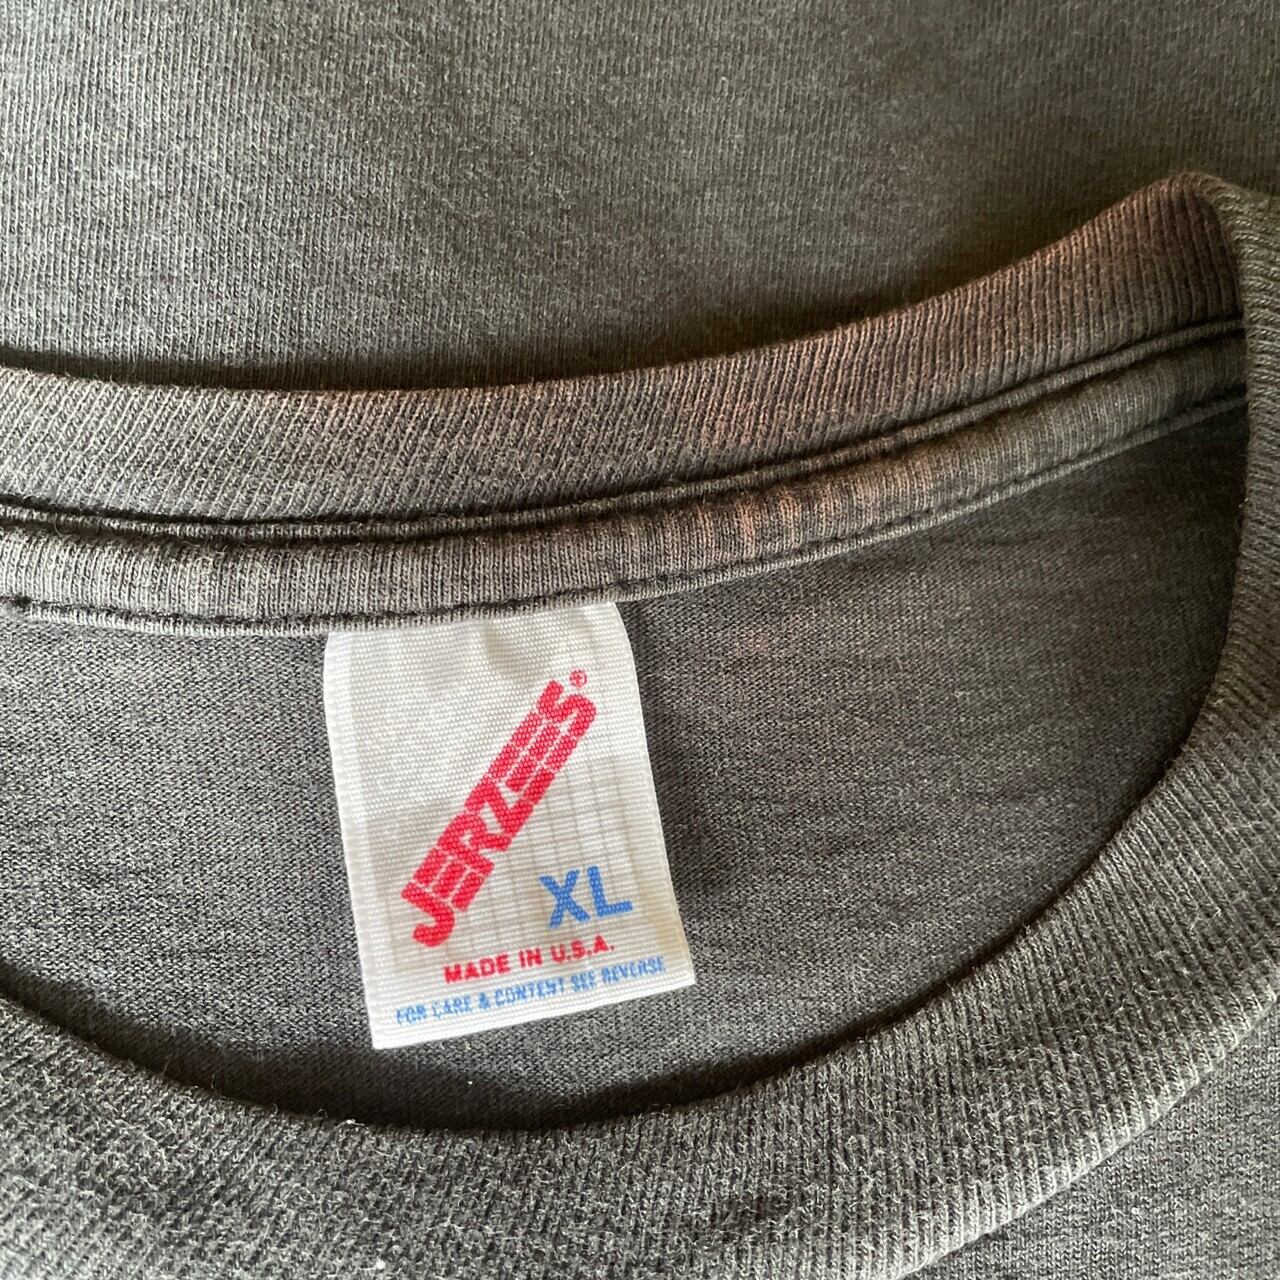 JERZEES®
XL
MADE IN U.S.A.
FOR CARE & CONTENT SEE REVERSE